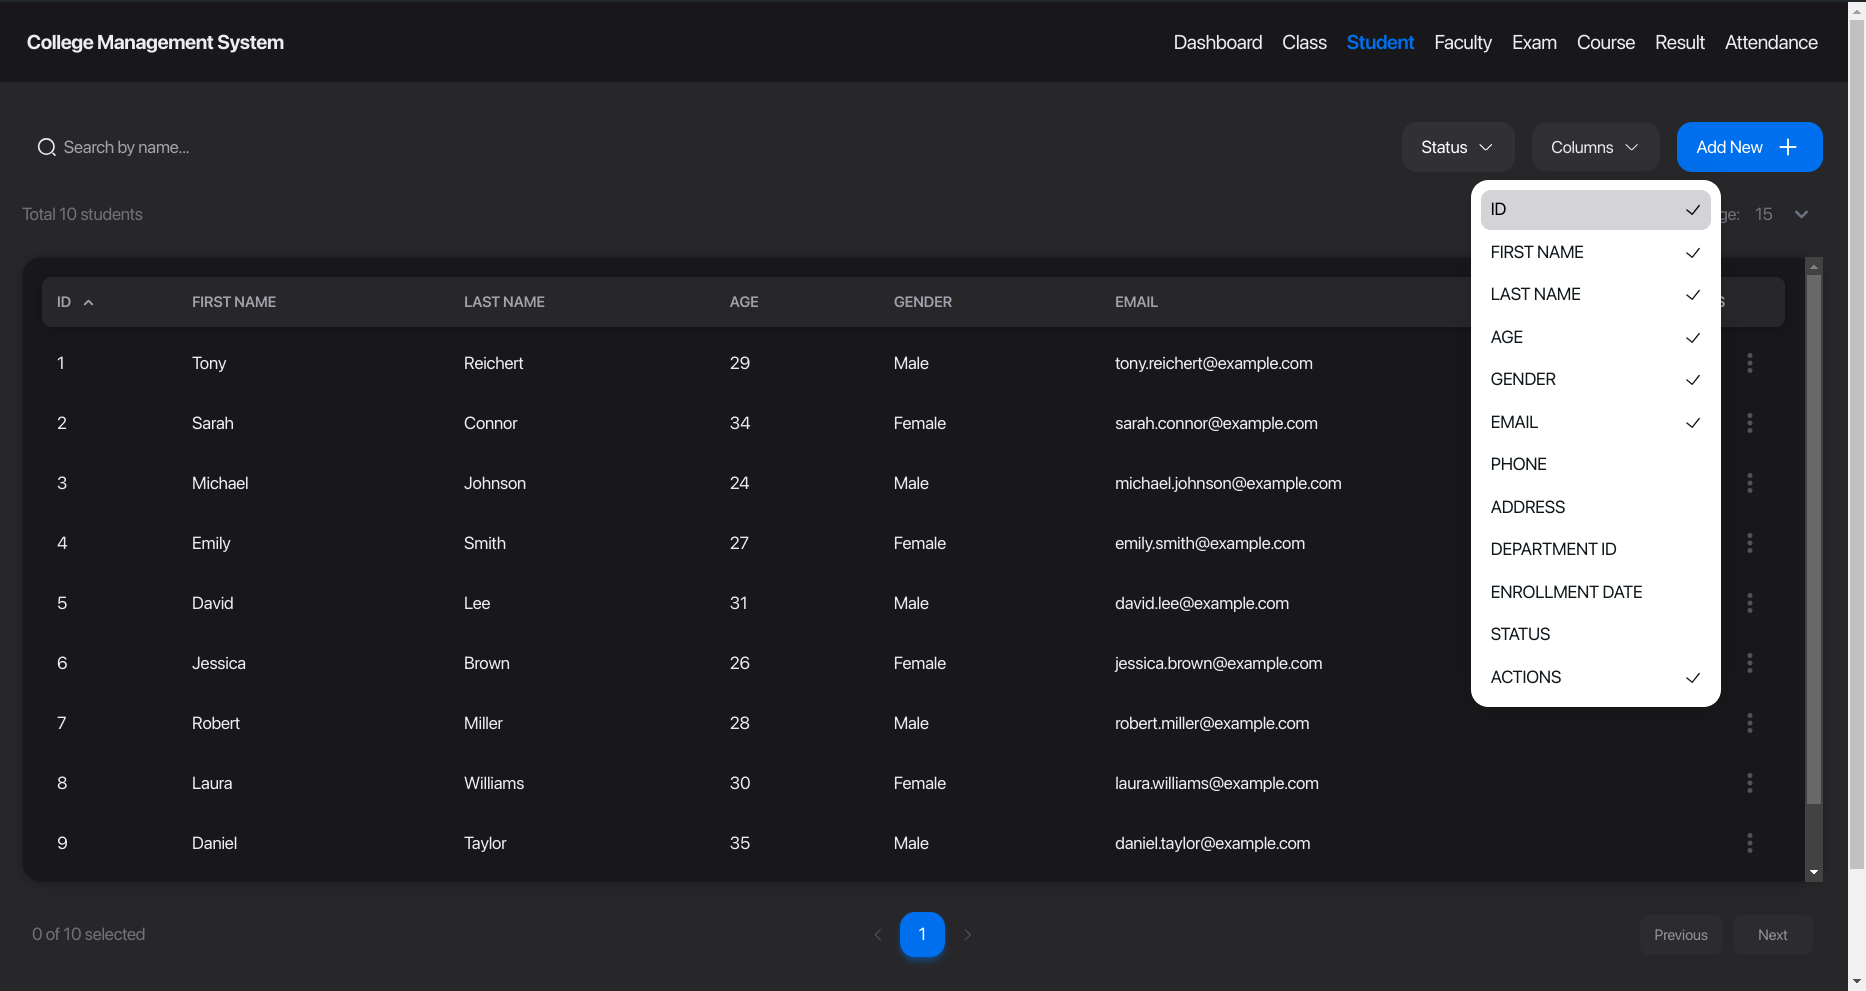 College Management System
Dashboard Class Student Faculty Exam Course Result Attendance
Search by name...
Status
Columns
Add New
Total 10 students
15
ID FIRST NAME LAST NAME AGE GENDER EMAIL
1 Tony Reichert 29 Male tony.reichert@example.com
2 Sarah Connor 34 Female sarah.connor@example.com
3 Michael Johnson 24 Male michael.johnson@example.com
4 Emily Smith 27 Female emily.smith@example.com
5 David Lee 31 Male david.lee@example.com
6 Jessica Brown 26 Female jessica.brown@example.com
7 Robert Miller 28 Male robert.miller@example.com
8 Laura Williams 30 Female laura.williams@example.com
9 Daniel Taylor 35 Male daniel.taylor@example.com
ID
FIRST NAME
LAST NAME
AGE
GENDER
EMAIL
PHONE
ADDRESS
DEPARTMENT ID
ENROLLMENT DATE
STATUS
ACTIONS
0 of 10 selected
1
Previous
Next